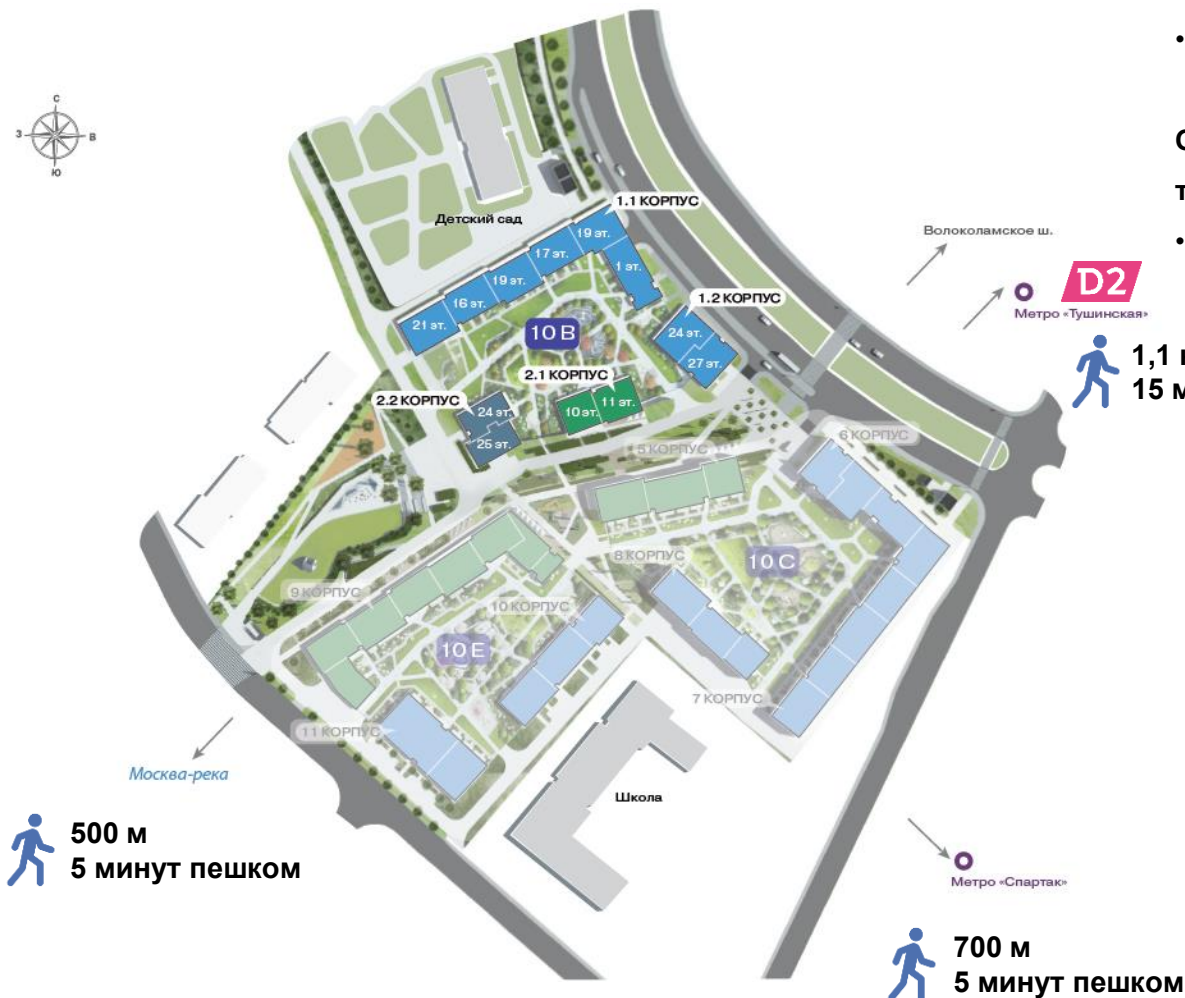 С
З
В
Ю
Детский сад
1.1 КОРПУС
19 эт.
17 эт.
1 эт.
19 эт.
16 эт.
21 эт.
1.2 КОРПУС
24 эт.
27 эт.
10 B
2.1 КОРПУС
11 эт.
10 эт.
2.2 КОРПУС
24 эт.
25 эт.
Волоколамское ш.
D2
Метро «Тушинская»
1,1
15
5 КОРПУС
6 КОРПУС
8 КОРПУС
10 C
9 КОРПУС
10 КОРПУС
10 E
7 КОРПУС
11 КОРПУС
Москва-река
Школа
500 м
5 минут пешком
Метро «Спартак»
700 м
5 минут пешком